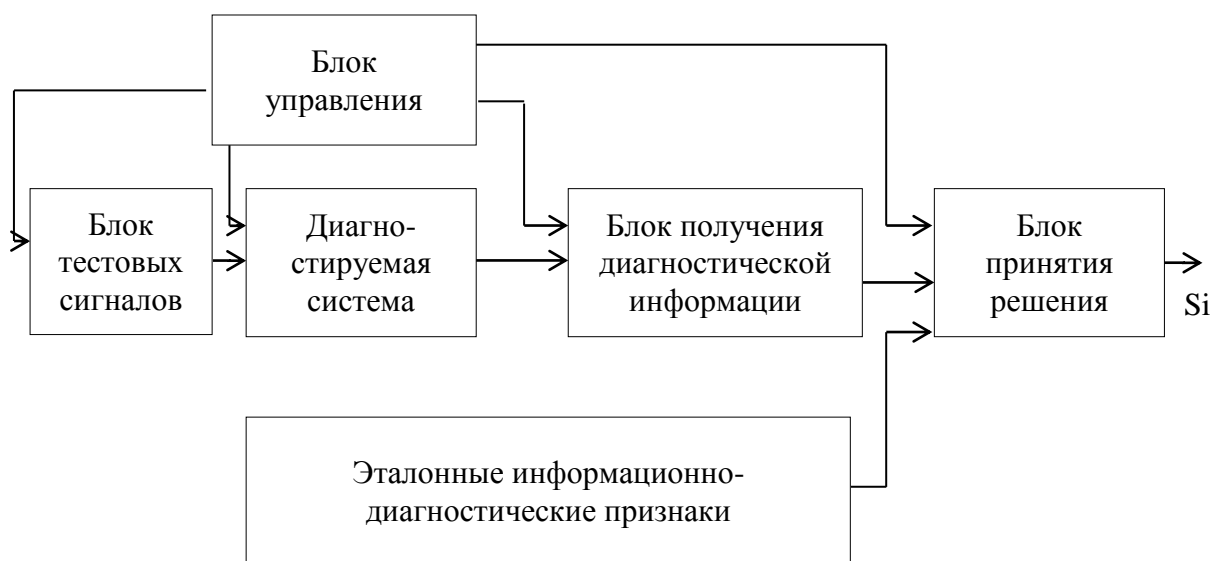 Блок
управления
Блок
тестовых
сигналов
Диагно-
стируемая
система
Блок получения
диагностической
информации
Блок
принятия
решения
Si
Эталонные информационно-
диагностические признаки